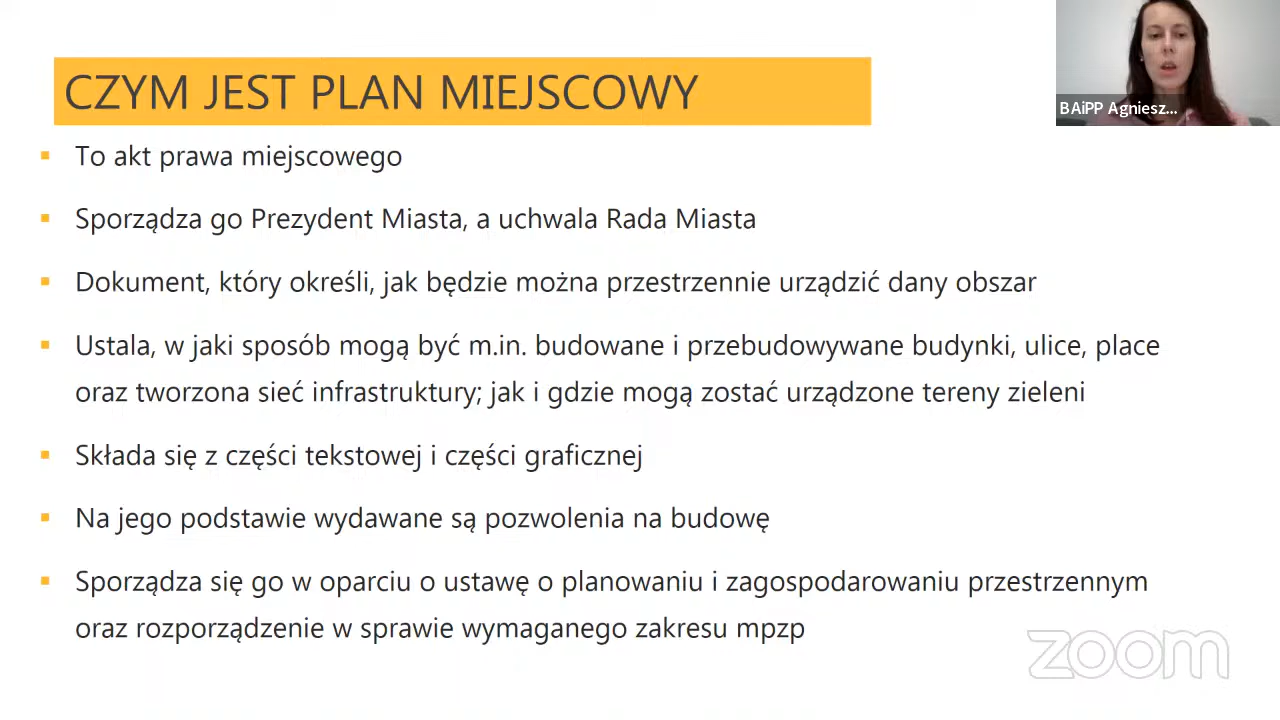 CZYM JEST PLAN MIEJSCOWY
BAiPP Agniesz...
To akt prawa miejscowego
Sporządza go Prezydent Miasta, a uchwala Rada Miasta
Dokument, który określi, jak będzie można przestrzennie urządzić dany obszar
Ustala, w jaki sposób mogą być m.in. budowane i przebudowywane budynki, ulice, place
oraz tworzona sieć infrastruktury; jak i gdzie mogą zostać urządzone tereny zieleni
Składa się z części tekstowej i części graficznej
Na jego podstawie wydawane są pozwolenia na budowę
Sporządza się go w oparciu o ustawę o planowaniu i zagospodarowaniu przestrzennym
oraz rozporządzenie w sprawie wymaganego zakresu mpzp
zoom